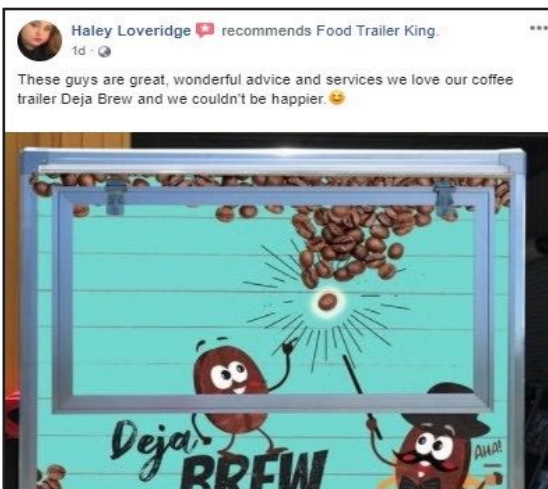 Haley Loveridge recommends Food Trailer King.
1d ·
These guys are great, wonderful advice and services we love our coffee
trailer Deja Brew and we couldn't be happier. 😊
Deja
BREW
AHA!